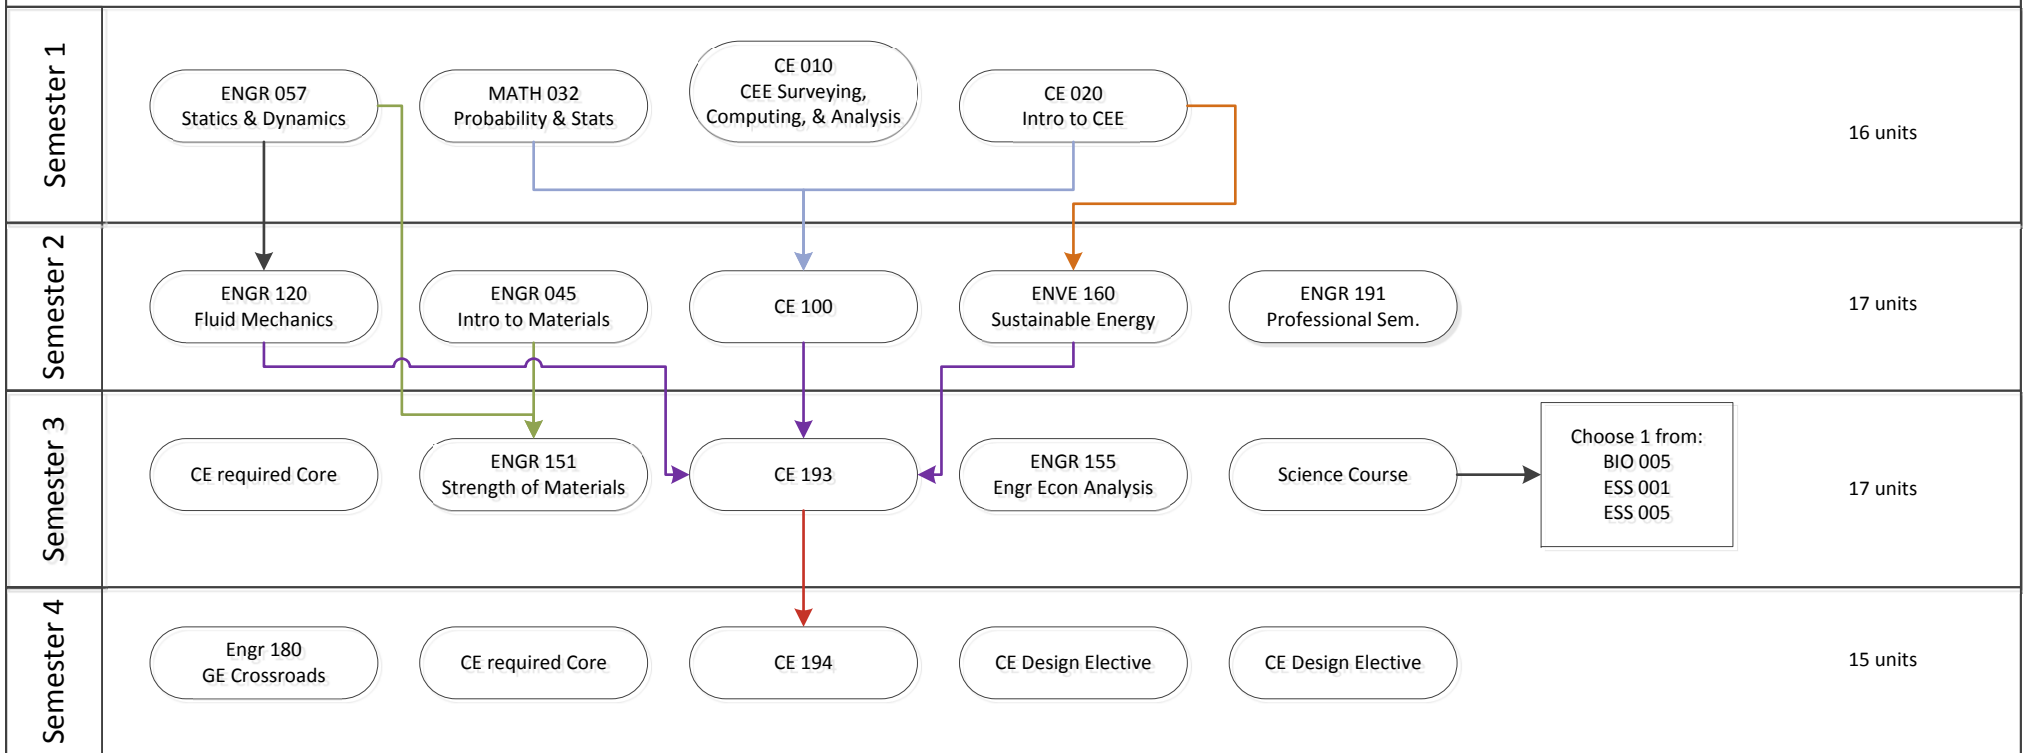 Semester 1
ENGR 057
Statics & Dynamics
MATH 032
Probability & Stats
CE 010
CEE Surveying,
Computing, & Analysis
CE 020
Intro to CEE
16 units
Semester 2
ENGR 120
Fluid Mechanics
ENGR 045
Intro to Materials
CE 100
ENVE 160
Sustainable Energy
ENGR 191
Professional Sem.
17 units
Semester 3
CE required Core
ENGR 151
Strength of Materials
CE 193
ENGR 155
Engr Econ Analysis
Science Course
Choose 1 from:
BIO 005
ESS 001
ESS 005
17 units
Semester 4
Engr 180
GE Crossroads
CE required Core
CE 194
CE Design Elective
CE Design Elective
15 units